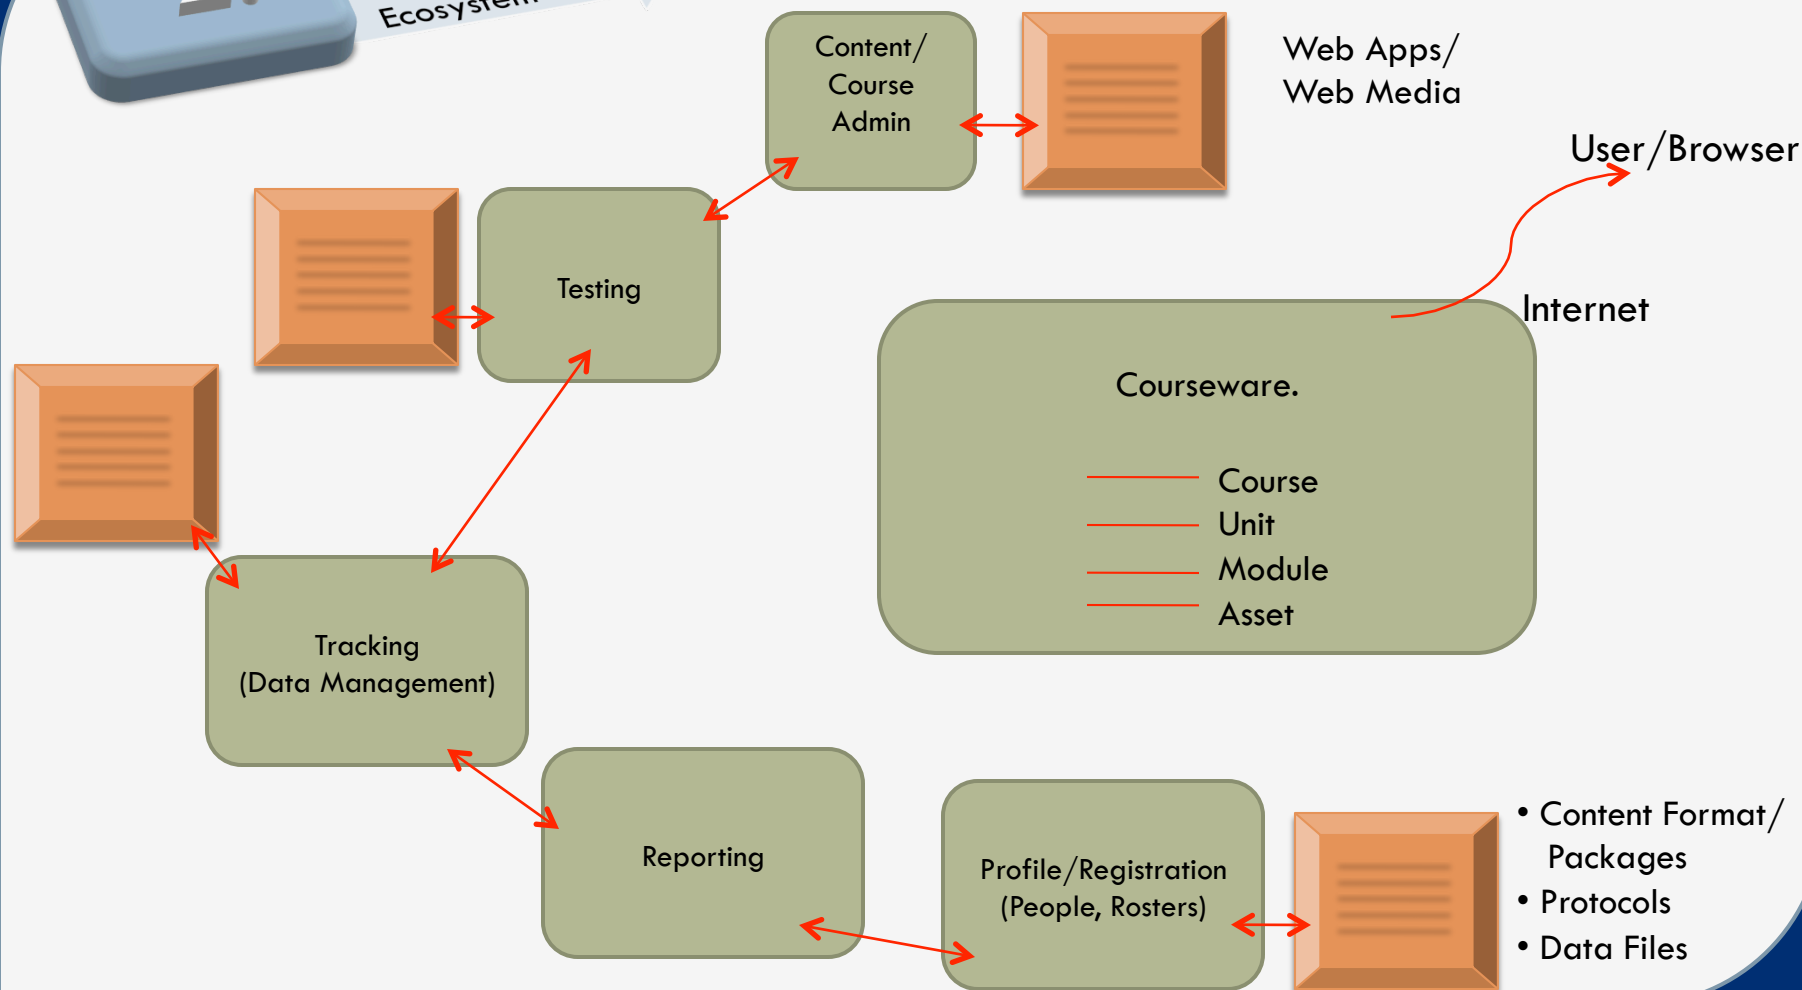 Ecosystem
Content/
Course
Admin
Web Apps/
Web Media
User/Browser
Testing
Internet
Courseware.
Course
Unit
Module
Asset
Tracking
(Data Management)
Reporting
Profile/Registration
(People, Rosters)
• Content Format/
Packages
• Protocols
• Data Files